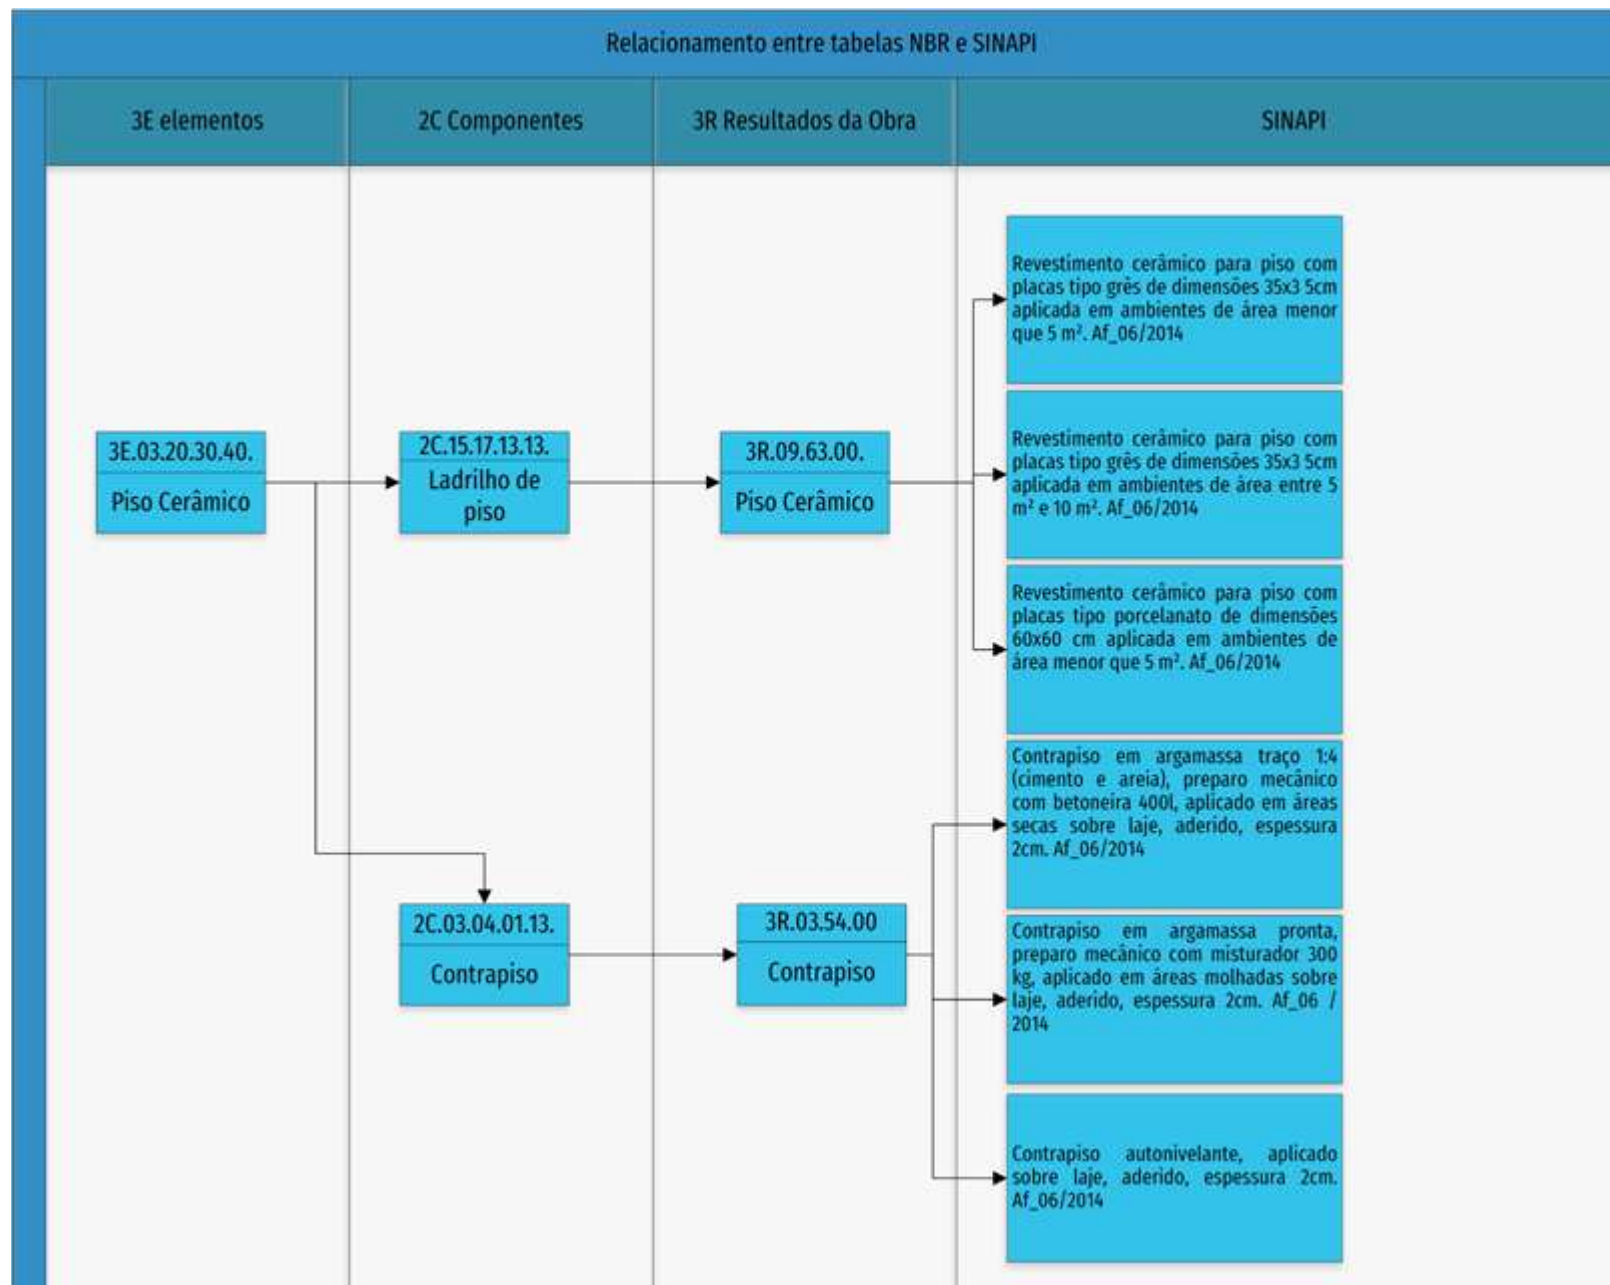 Relacionamento entre tabelas NBR e SINAPI
3E elementos
2C Componentes
3R Resultados da Obra
SINAPI
3E.03.20.30.40.
Piso Cerâmico
2C.15.17.13.13.
Ladrilho de
piso
3R.09.63.00.
Piso Cerâmico
Revestimento cerâmico para piso com
placas tipo grês de dimensões 35x3 5cm
aplicada em ambientes de área menor
que 5 m². Af_06/2014
Revestimento cerâmico para piso com
placas tipo grês de dimensões 35x3 5cm
aplicada em ambientes de área entre 5
m² e 10 m². Af_06/2014
Revestimento cerâmico para piso com
placas tipo porcelanato de dimensões
60x60 cm aplicada em ambientes de
área menor que 5 m². Af_06/2014
2C.03.04.01.13.
Contrapiso
3R.03.54.00
Contrapiso
Contrapiso em argamassa traço 1:4
(cimento e areia), preparo mecânico
com betoneira 400l, aplicado em áreas
secas sobre laje, aderido, espessura
2cm. Af_06/2014
Contrapiso em argamassa pronta,
preparo mecânico com misturador 300
kg, aplicado em áreas molhadas sobre
laje, aderido, espessura 2cm. Af_06 /
2014
Contrapiso autonivelante, aplicado
sobre laje, aderido, espessura 2cm.
Af_06/2014